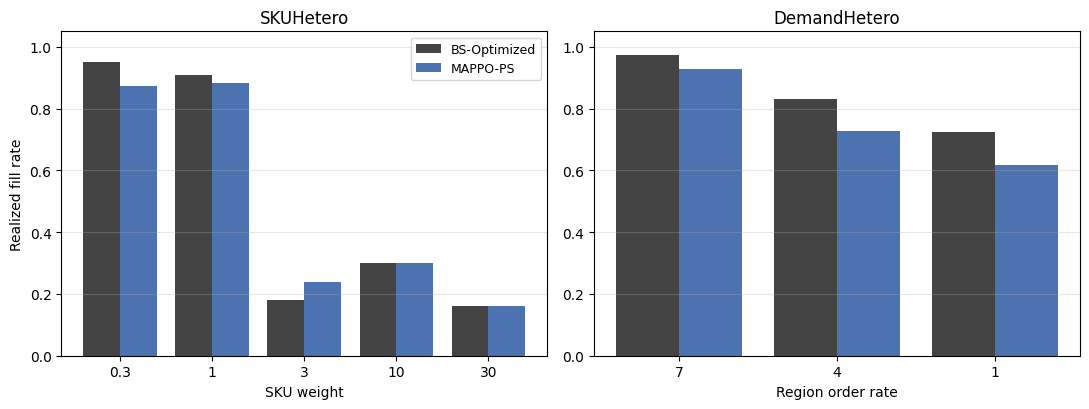 SKUHetero
DemandHetero
BS-Optimized
MAPPO-PS
Realized fill rate
1.0
0.8
0.6
0.4
0.2
0.0
0.3 1 3 10 30
SKU weight
1.0
0.8
0.6
0.4
0.2
0.0
7 4 1
Region order rate